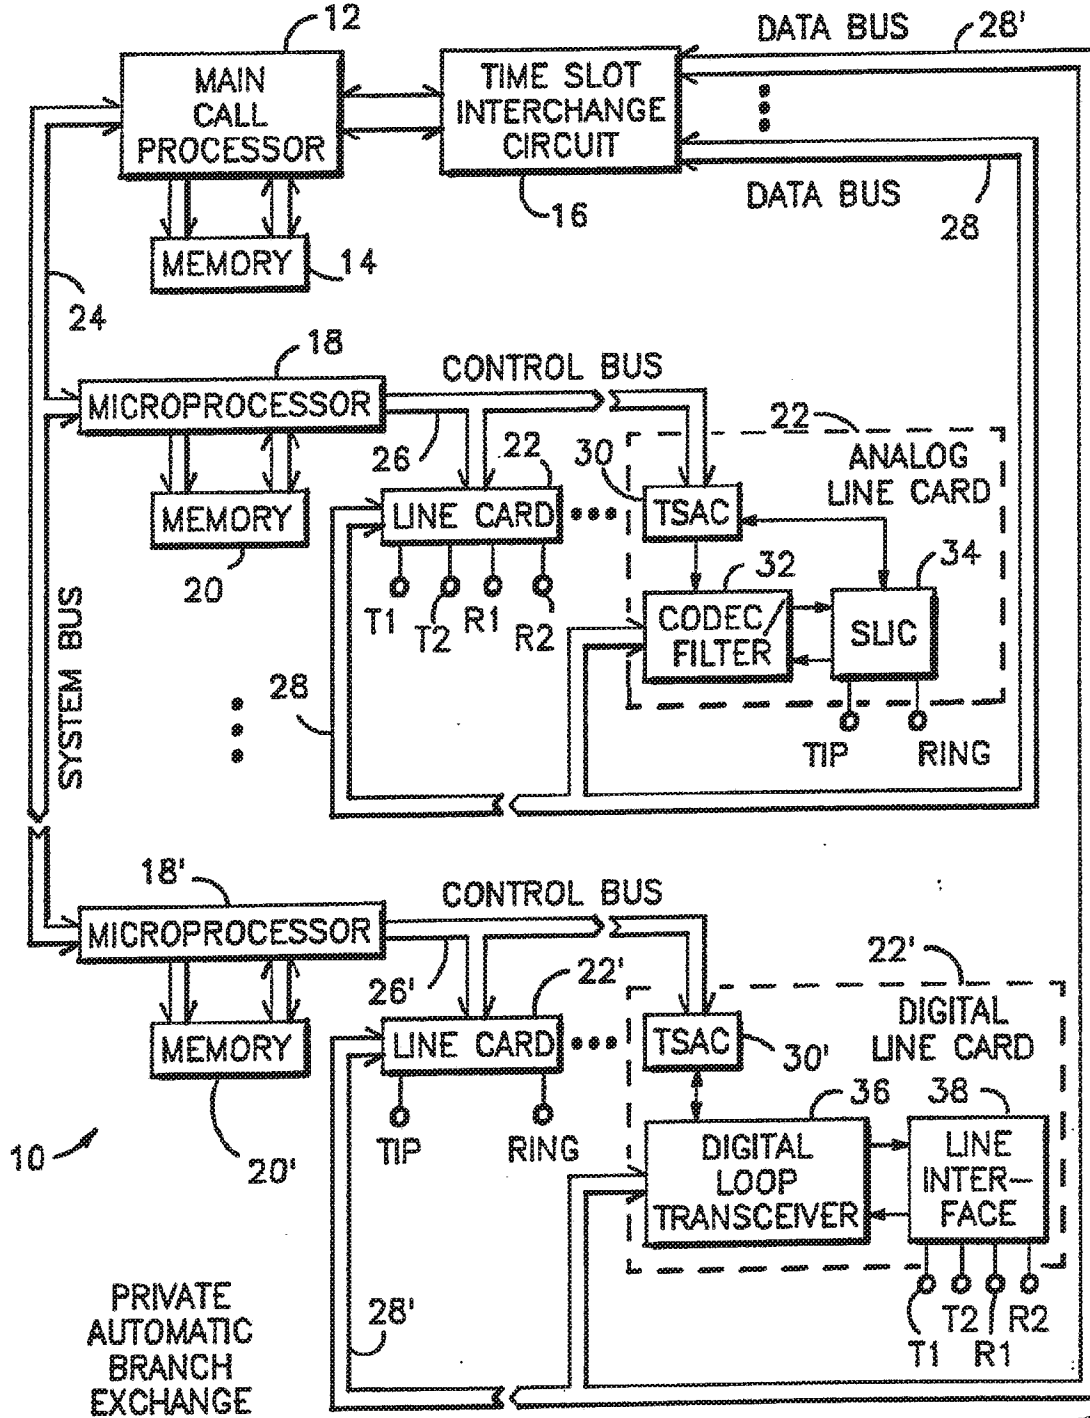 12
DATA BUS
28'
MAIN
CALL
PROCESSOR
TIME SLOT
INTERCHANGE
CIRCUIT
16
DATA BUS
28
MEMORY
14
24
18
CONTROL BUS
MICROPROCESSOR
26
22
30
22
ANALOG
LINE CARD
MEMORY
20
LINE CARD
TSAC
T1
T2
R1
R2
32
34
CODEC/
FILTER
SLIC
SYSTEM BUS
28
TIP
RING
18'
CONTROL BUS
MICROPROCESSOR
26'
22'
22'
DIGITAL
LINE CARD
MEMORY
20'
LINE CARD
TSAC
30'
TIP
RING
36
38
DIGITAL
LOOP
TRANSCEIVER
LINE
INTER-
FACE
10
28'
T1
T2
R1
R2
PRIVATE
AUTOMATIC
BRANCH
EXCHANGE